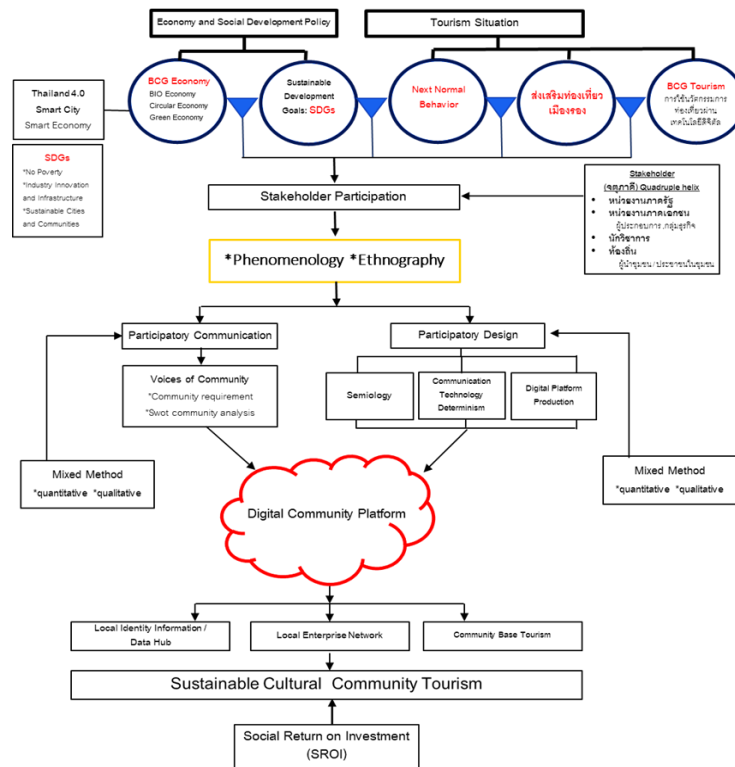 Economy and Social Development Policy
Tourism Situation
Thailand 4.0
Smart City
Smart Economy
BCG Economy
BIO Economy
Circular Economy
Green Economy
Sustainable
Development
Goals: SDGs
Next Normal
Behavior
ส่งเสริมท่องเที่ยว
เมืองรอง
BCG Tourism
การใช้นวัตกรรมการ
ท่องเที่ยวผ่าน
เทคโนโลยีดิจิตัล
SDGs
*No Poverty
*Industry Innovation
and Infrastructure
*Sustainable Cities
and Communities
Stakeholder Participation
Stakeholder
(จตุภาคี) Quadruple helix
• หน่วยงานภาครัฐ
• หน่วยงานภาคเอกชน
ผู้ประกอบการ กลุ่มธุรกิจ
• นักวิชาการ
• ท้องถิ่น
ผู้นำชุมชน / ประชาชนในชุมชน
*Phenomenology *Ethnography
Participatory Communication
Participatory Design
Voices of Community
*Community requirement
*Swot community analysis
Semiology
Communication
Technology
Determinism
Digital Platform
Production
Mixed Method
*quantitative *qualitative
Mixed Method
*quantitative *qualitative
Digital Community Platform
Local Identity Information /
Data Hub
Local Enterprise Network
Community Base Tourism
Sustainable Cultural Community Tourism
Social Return on Investment
(SROI)